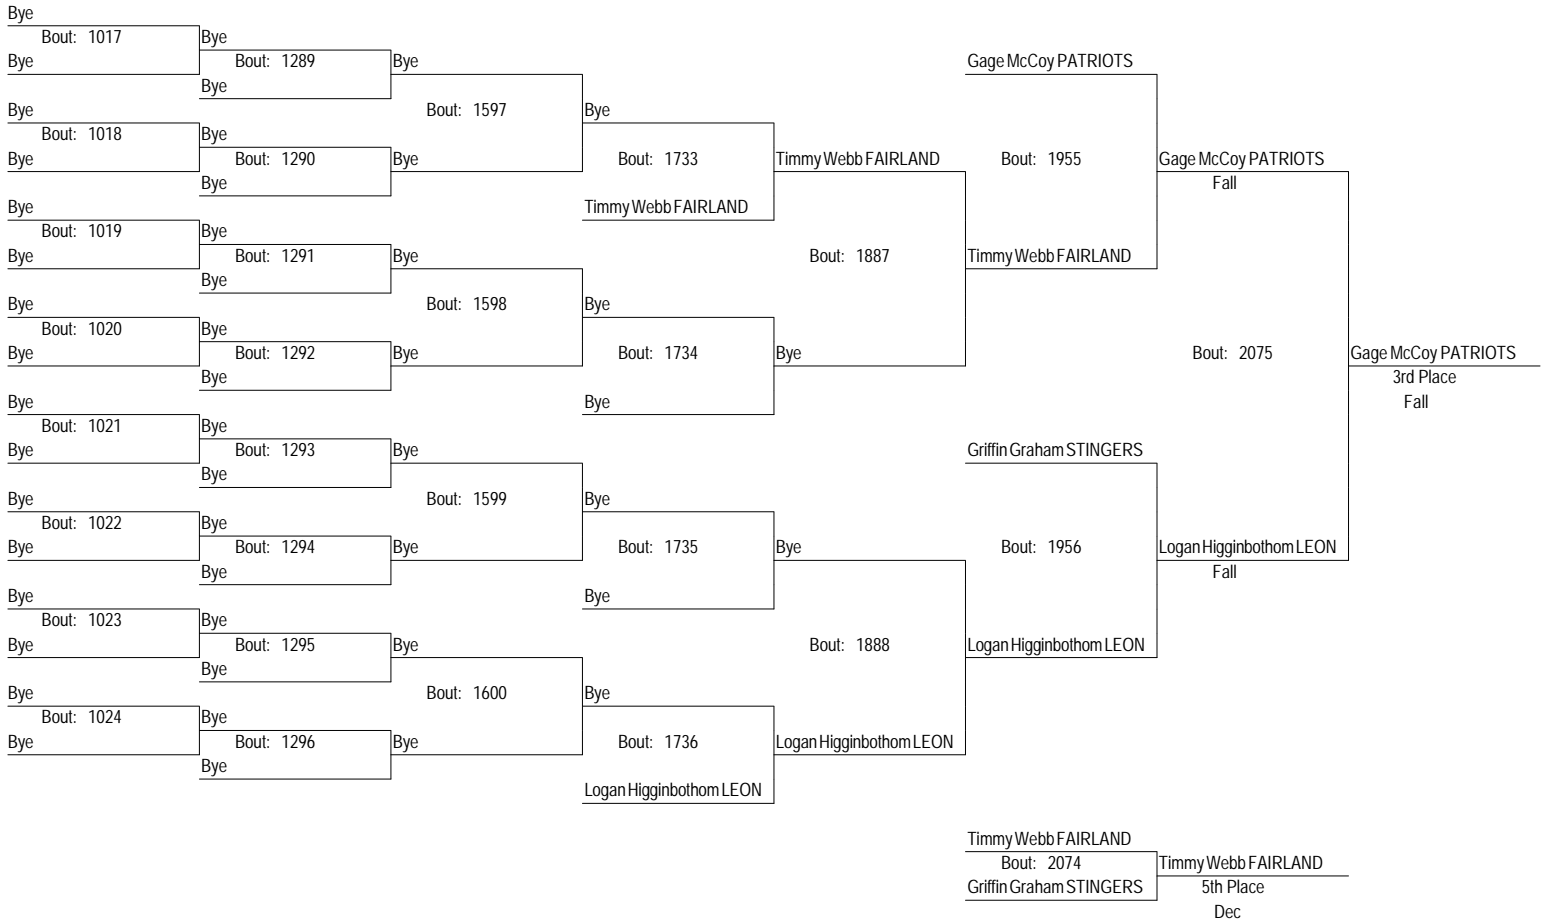 Bye
Bout: 1017 Bye
Bye Bout: 1289 Bye Gage McCoy PATRIOTS
Bye
Bye Bout: 1597 Bye
Bout: 1018 Bye
Bye Bout: 1290 Bye Bout: 1733 Timmy Webb FAIRLAND Bout: 1955 Gage McCoy PATRIOTS
Bye Fall
Bye Timmy Webb FAIRLAND
Bout: 1019 Bye
Bye Bout: 1291 Bye Bout: 1887 Timmy Webb FAIRLAND
Bye
Bye Bout: 1598 Bye
Bout: 1020 Bye
Bye Bout: 1292 Bye Bout: 1734 Bye Bout: 2075 Gage McCoy PATRIOTS
Bye 3rd Place
Bye Bye Fall
Bout: 1021 Bye
Bye Bout: 1293 Bye Griffin Graham STINGERS
Bye
Bye Bout: 1599 Bye
Bout: 1022 Bye
Bye Bout: 1294 Bye Bout: 1735 Bye Bout: 1956 Logan Higginbothom LEON
Bye Fall
Bye Bye
Bout: 1023 Bye
Bye Bout: 1295 Bye Bout: 1888 Logan Higginbothom LEON
Bye
Bye Bout: 1600 Bye
Bout: 1024 Bye
Bye Bout: 1296 Bye Bout: 1736 Logan Higginbothom LEON
Bye
Logan Higginbothom LEON
Timmy Webb FAIRLAND
Bout: 2074 Timmy Webb FAIRLAND
Griffin Graham STINGERS 5th Place
Dec